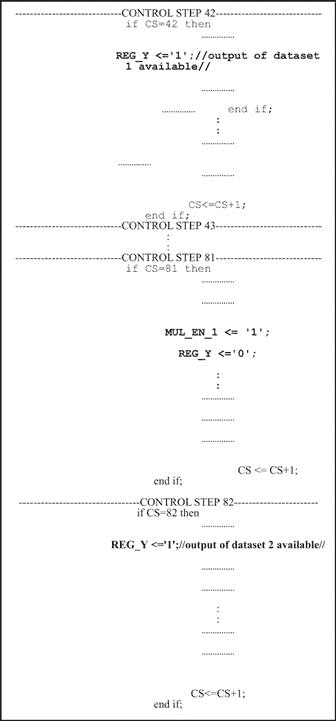 ----------------------------CONTROL STEP 42----------------------------
if CS=42 then
................
REG_Y <='1';//output of dataset
1 available//
................
................ end if;
:
:
................
................
................
CS<=CS+1;
end if;
----------------------------CONTROL STEP 43----------------------------
:
:
----------------------------CONTROL STEP 81----------------------------
if CS=81 then
................
................
MUL_EN_1 <= '1';
REG_Y <='0';
:
:
................
................
................
CS <= CS+1;
end if;
--------------------------------CONTROL STEP 82----------------------
if CS=82 then
................
REG_Y <='1';//output of dataset 2 available//
................
................
:
:
................
................
CS<=CS+1;
end if;